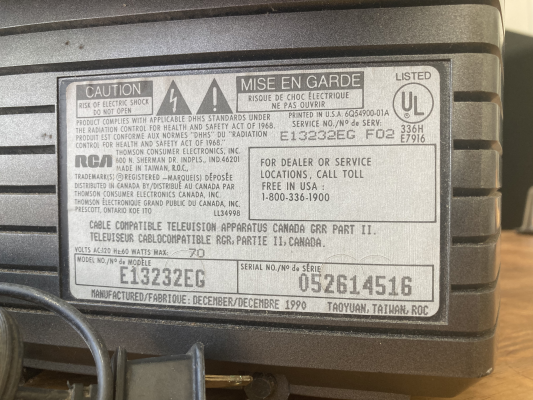 CAUTION
RISK OF ELECTRIC SHOCK
DO NOT OPEN
MISE EN GARDE
RISQUE DE CHOC ÉLECTRIQUE
NE PAS OUVRIR
LISTED
UL
336H
E7916
PRODUCT COMPLIES WITH APPLICABLE DHHS STANDARDS UNDER
THE RADIATION CONTROL FOR HEALTH AND SAFETY ACT OF 1968.
PRODUIT EST CONFORME AUX NORMES "DHHS" DU "RADIATION
CONTROL FOR HEALTH AND SAFETY ACT OF 1968."
PRINTED IN U.S.A. 6Q54900-01A
SERVICE NO./Nº de SERV.
E13232EG F02
RCA
THOMSON CONSUMER ELECTRONICS, INC.
600 N. SHERMAN DR. INDPLS., IND.46201
MADE IN TAIWAN, R.O.C.
TRADEMARK(S) ® REGISTERED -MARQUE(S) DÉPOSÉE
DISTRIBUTED IN CANADA BY/DISTRIBUÉ AU CANADA PAR
THOMSON CONSUMER ELECTRONICS CANADA, INC.
THOMSON ÉLECTRONIQUE GRAND PUBLIC DU CANADA, INC.
PRESCOTT, ONTARIO K0E 1T0
LL34998
FOR DEALER OR SERVICE
LOCATIONS, CALL TOLL
FREE IN USA :
1-800-336-1900
CABLE COMPATIBLE TELEVISION APPARATUS CANADA GRR PART II.
TELEVISEUR CABLOCOMPATIBLE RGR, PARTIE II, CANADA.
VOLTS AC:120 Hz:60 WATTS MAX: 70
MODEL NO./Nº de MODÈLE
E13232EG
SERIAL NO./Nº de SÉRIE
052614516
MANUFACTURED/FABRIQUE: DECEMBER/DECEMBRE 1990
TAOYUAN, TAIWAN, ROC